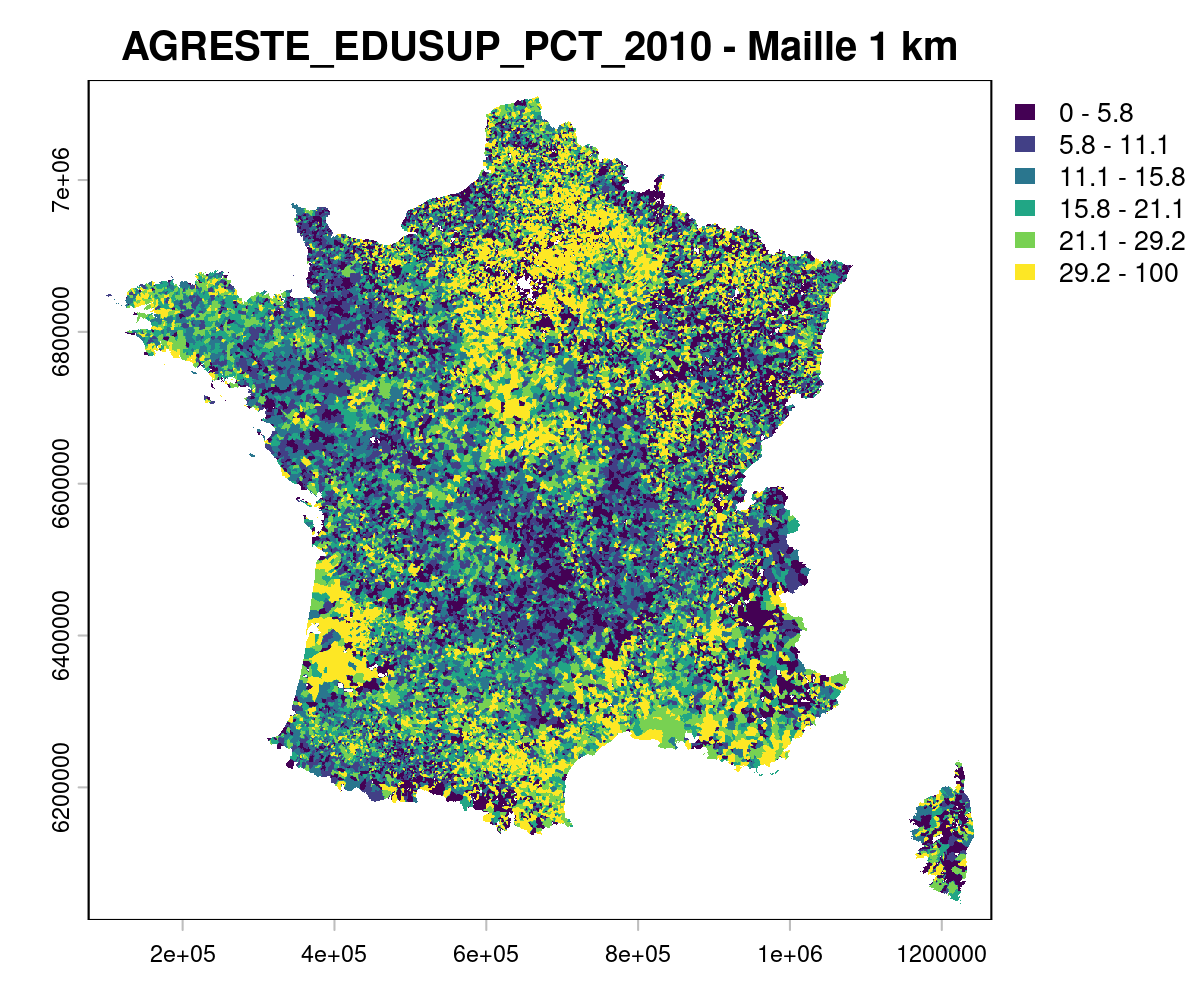 AGRESTE_EDUSUP_PCT_2010 - Maille 1 km
0 - 5.8
5.8 - 11.1
11.1 - 15.8
15.8 - 21.1
21.1 - 29.2
29.2 - 100
7e+06
6800000
6600000
6400000
6200000
2e+05
4e+05
6e+05
8e+05
1e+06
1200000